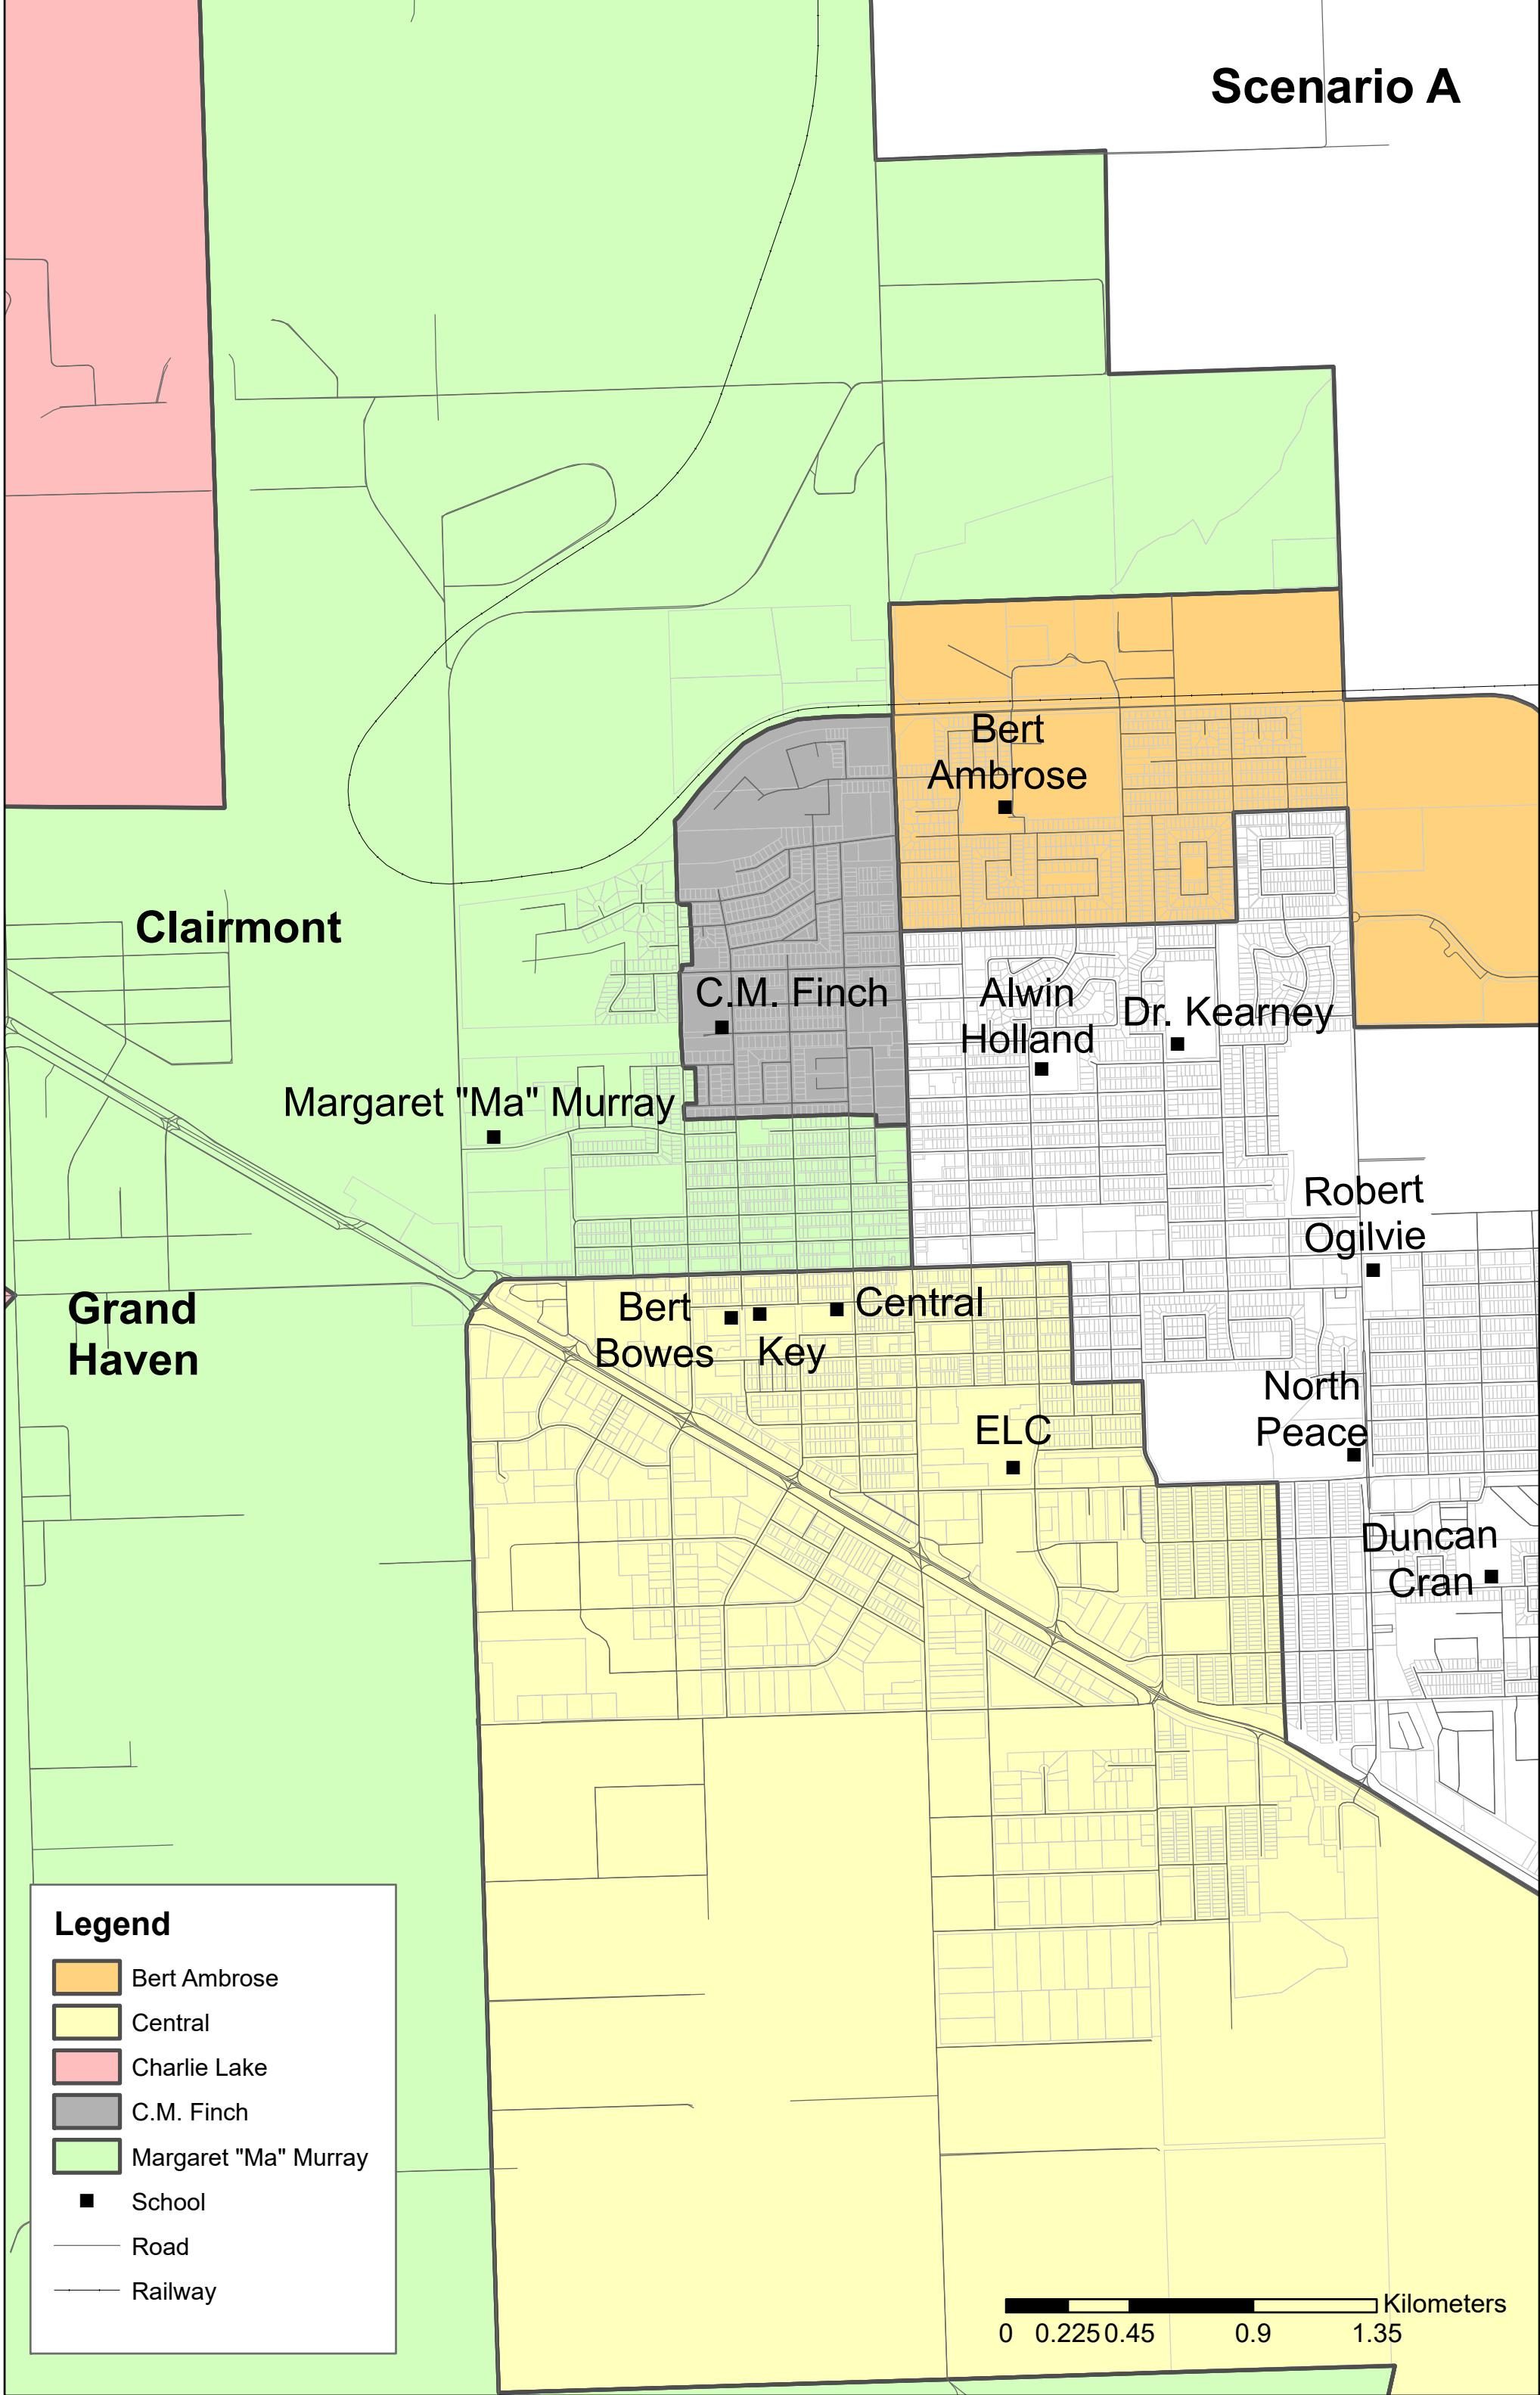 Scenario A
Bert
Ambrose
Clairmont
C.M. Finch
Alwin
Holland
Dr. Kearney
Margaret "Ma" Murray
Robert
Ogilvie
Grand
Haven
Bert
Bowes
Key
Central
North
Peace
ELC
Duncan
Cran
Legend
Bert Ambrose
Central
Charlie Lake
C.M. Finch
Margaret "Ma" Murray
School
Road
Railway
Kilometers
0 0.225 0.45 0.9 1.35